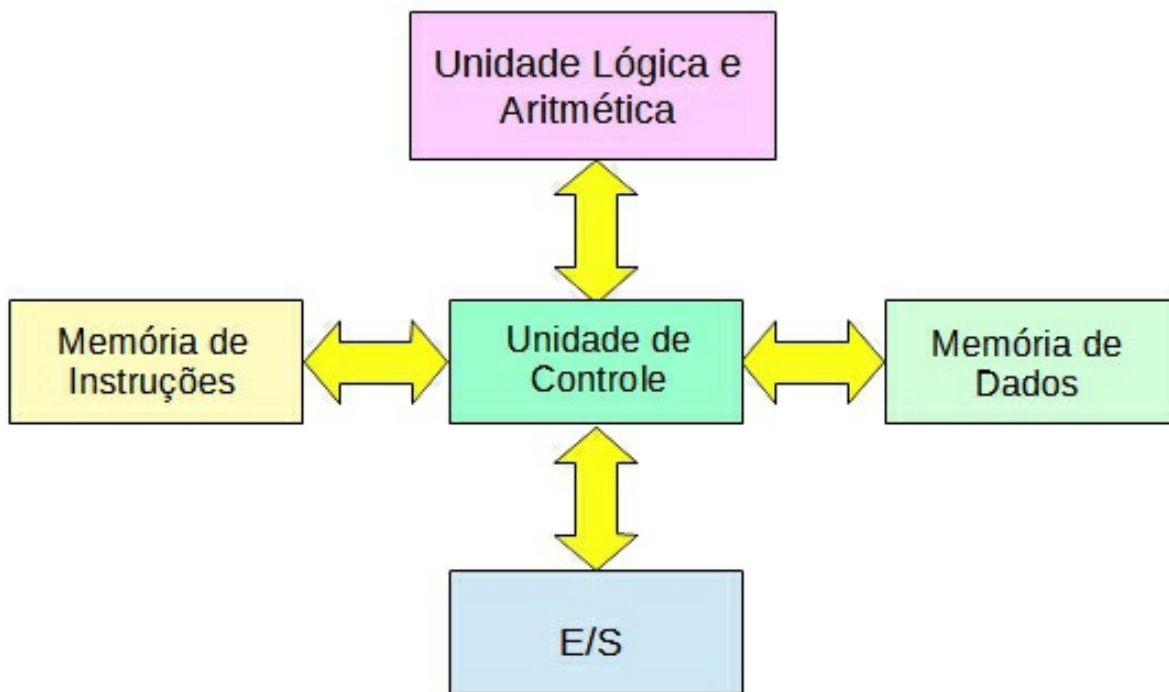 Unidade Lógica e
Aritmética
Memória de
Instruções
Unidade de
Controle
Memória de
Dados
E/S